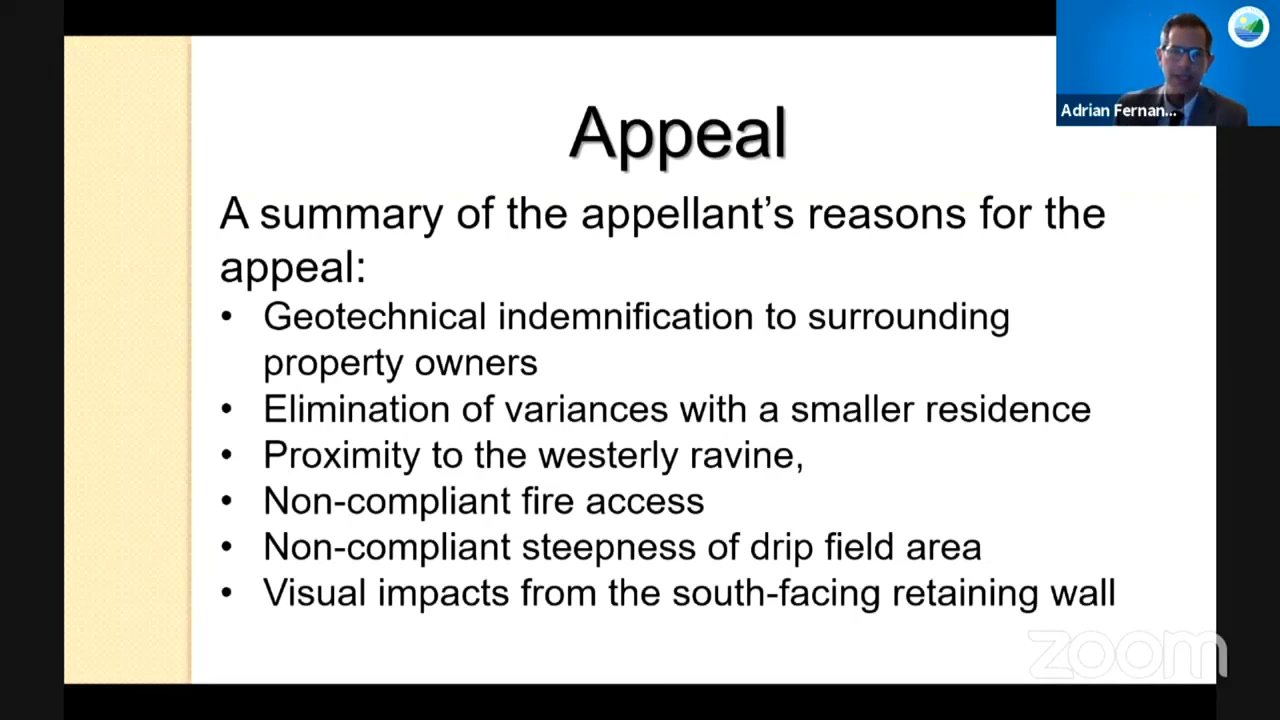 Adrian Fernan...
Appeal
A summary of the appellant's reasons for the
appeal:
• Geotechnical indemnification to surrounding
property owners
• Elimination of variances with a smaller residence
• Proximity to the westerly ravine,
• Non-compliant fire access
• Non-compliant steepness of drip field area
• Visual impacts from the south-facing retaining wall
zoom